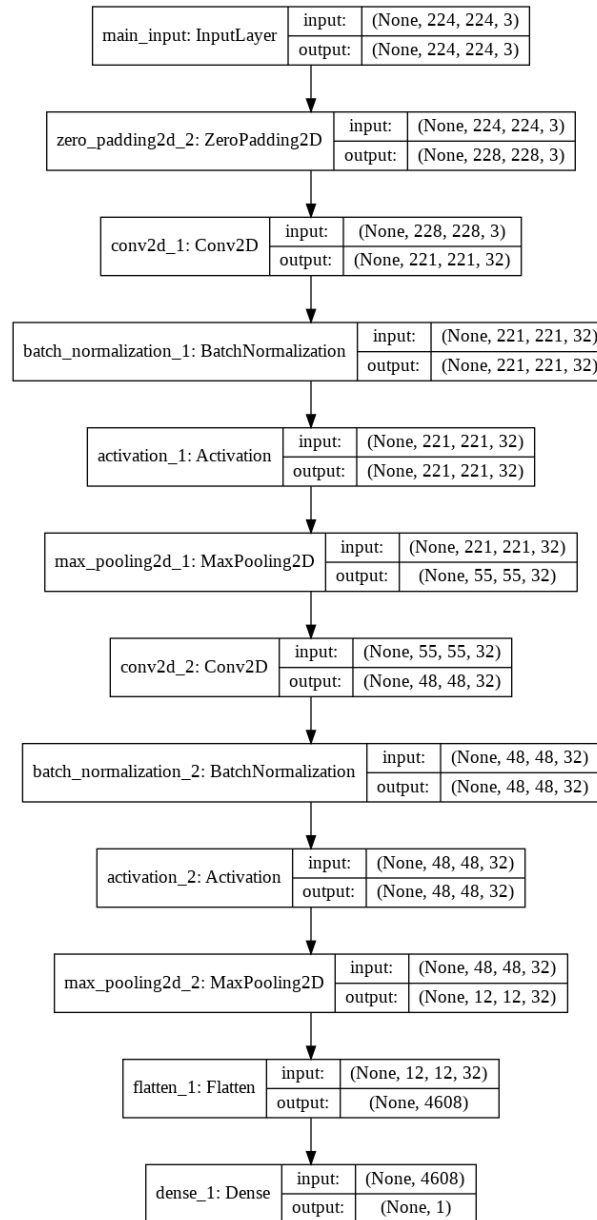 main_input: InputLayer
input: (None, 224, 224, 3)
output: (None, 224, 224, 3)
zero_padding2d_2: ZeroPadding2D
input: (None, 224, 224, 3)
output: (None, 228, 228, 3)
conv2d_1: Conv2D
input: (None, 228, 228, 3)
output: (None, 221, 221, 32)
batch_normalization_1: BatchNormalization
input: (None, 221, 221, 32)
output: (None, 221, 221, 32)
activation_1: Activation
input: (None, 221, 221, 32)
output: (None, 221, 221, 32)
max_pooling2d_1: MaxPooling2D
input: (None, 221, 221, 32)
output: (None, 55, 55, 32)
conv2d_2: Conv2D
input: (None, 55, 55, 32)
output: (None, 48, 48, 32)
batch_normalization_2: BatchNormalization
input: (None, 48, 48, 32)
output: (None, 48, 48, 32)
activation_2: Activation
input: (None, 48, 48, 32)
output: (None, 48, 48, 32)
max_pooling2d_2: MaxPooling2D
input: (None, 48, 48, 32)
output: (None, 12, 12, 32)
flatten_1: Flatten
input: (None, 12, 12, 32)
output: (None, 4608)
dense_1: Dense
input: (None, 4608)
output: (None, 1)